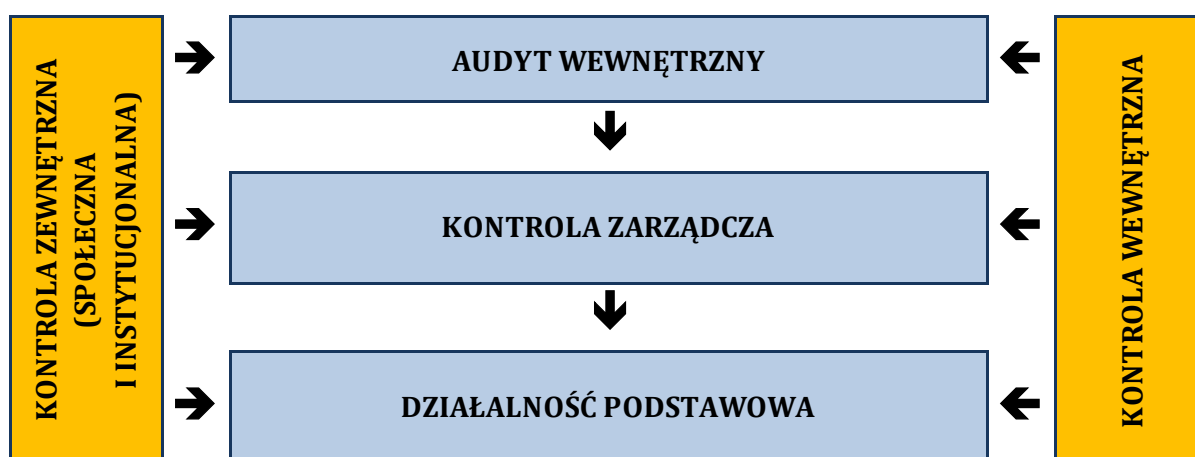 KONTROLA ZEWNĘTRZNA
(SPOŁECZNA
I INSTYTUCJONALNA)
AUDYT WEWNĘTRZNY
KONTROLA ZARZĄDCZA
DZIAŁALNOŚĆ PODSTAWOWA
KONTROLA WEWNĘTRZNA